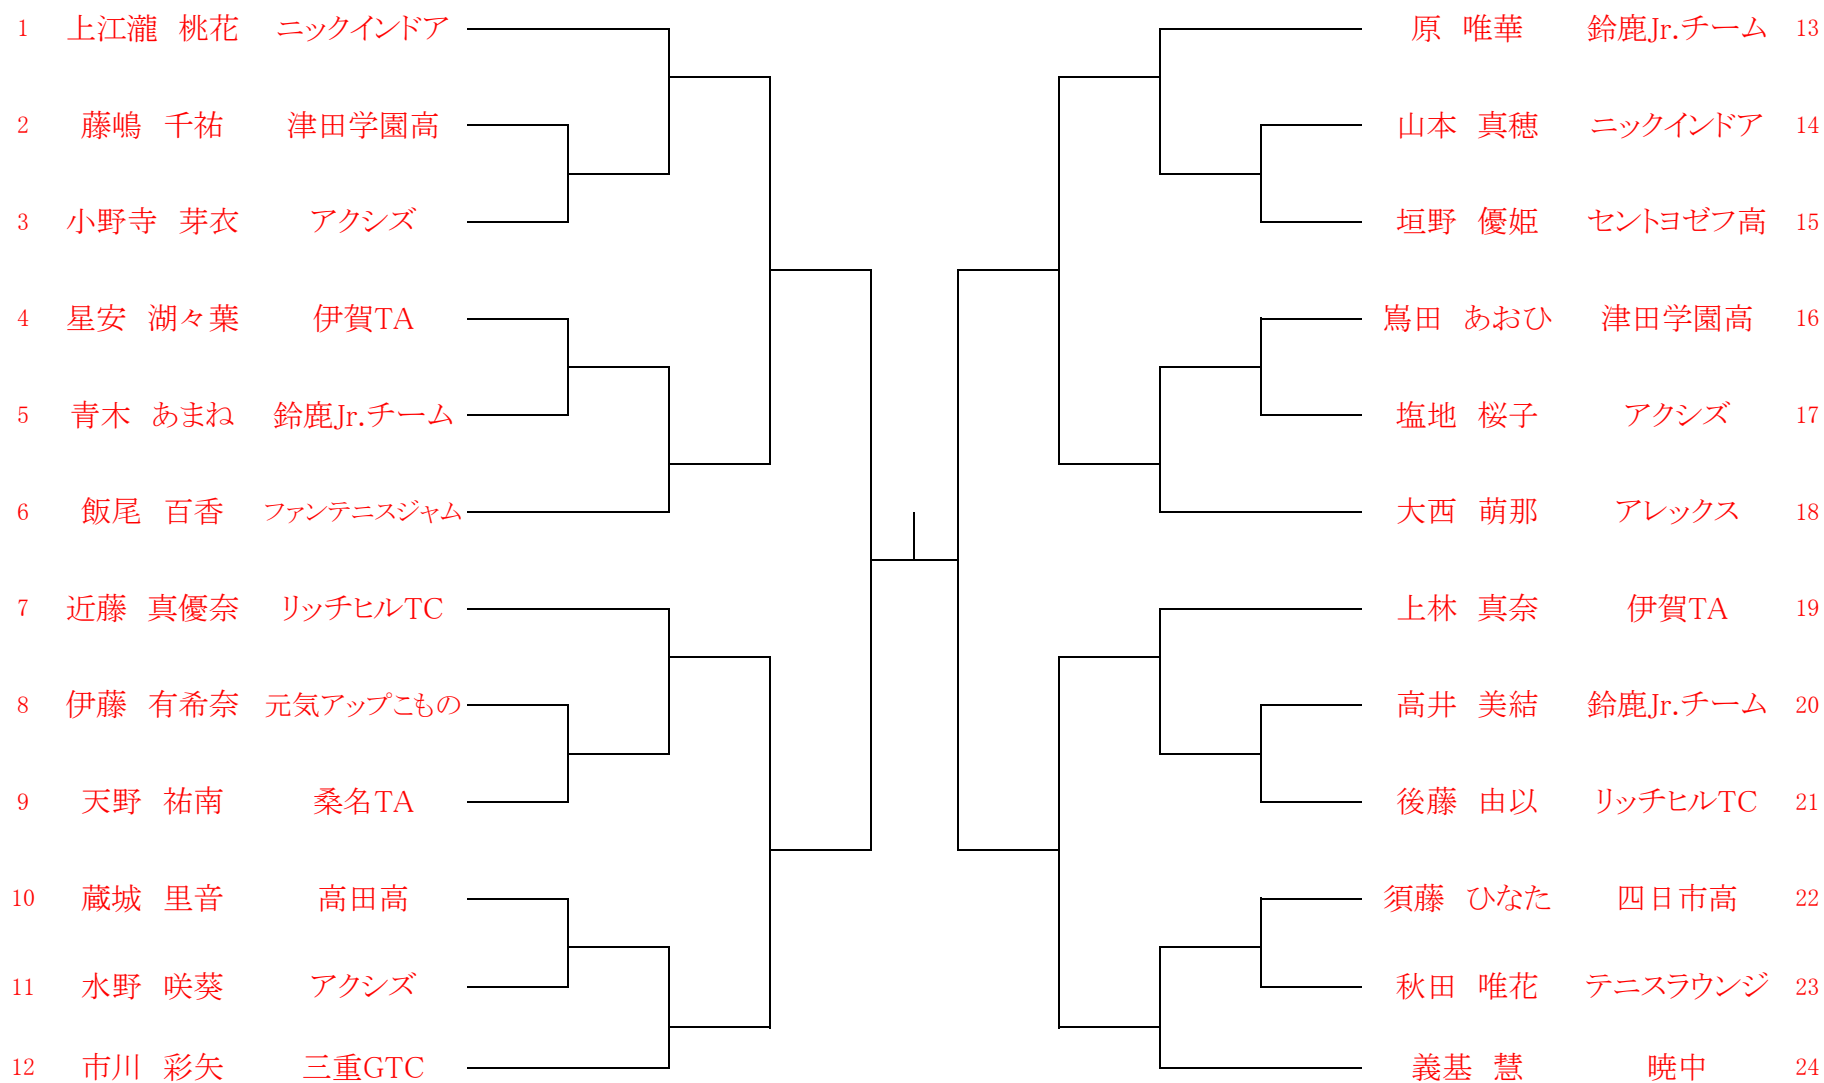 1 上江瀧 桃花 ニックインドア
2 藤嶋 千祐 津田学園高
3 小野寺 芽衣 アクシズ
4 星安 湖々葉 伊賀TA
5 青木 あまね 鈴鹿Jr.チーム
6 飯尾 百香 ファンテニスジャム
7 近藤 真優奈 リッチヒルTC
8 伊藤 有希奈 元気アップこもの
9 天野 祐南 桑名TA
10 蔵城 里音 高田高
11 水野 咲葵 アクシズ
12 市川 彩矢 三重GTC
原 唯華 鈴鹿Jr.チーム 13
山本 真穂 ニックインドア 14
垣野 優姫 セントヨゼフ高 15
嶌田 あおひ 津田学園高 16
塩地 桜子 アクシズ 17
大西 萌那 アレックス 18
上林 真奈 伊賀TA 19
高井 美結 鈴鹿Jr.チーム 20
後藤 由以 リッチヒルTC 21
須藤 ひなた 四日市高 22
秋田 唯花 テニスラウンジ 23
義基 慧 暁中 24